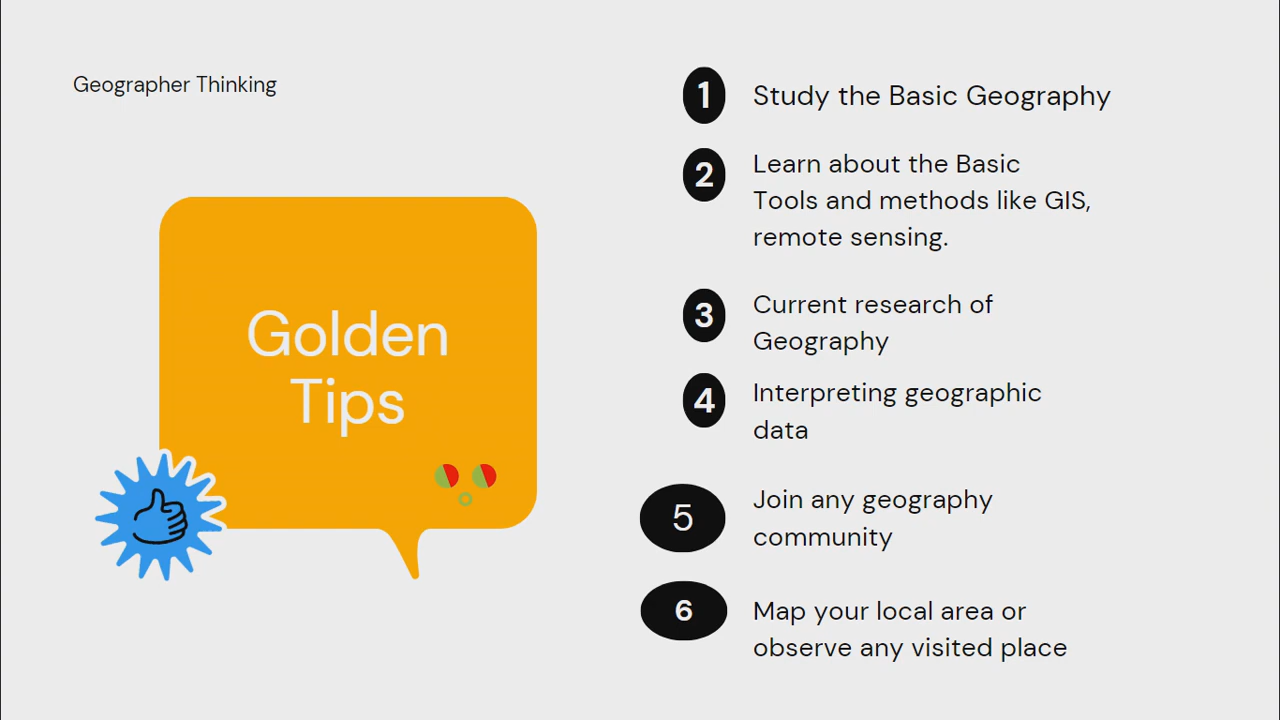 Geographer Thinking
Golden
Tips
1 Study the Basic Geography
2 Learn about the Basic
Tools and methods like GIS,
remote sensing.
3 Current research of
Geography
4 Interpreting geographic
data
5 Join any geography
community
6 Map your local area or
observe any visited place